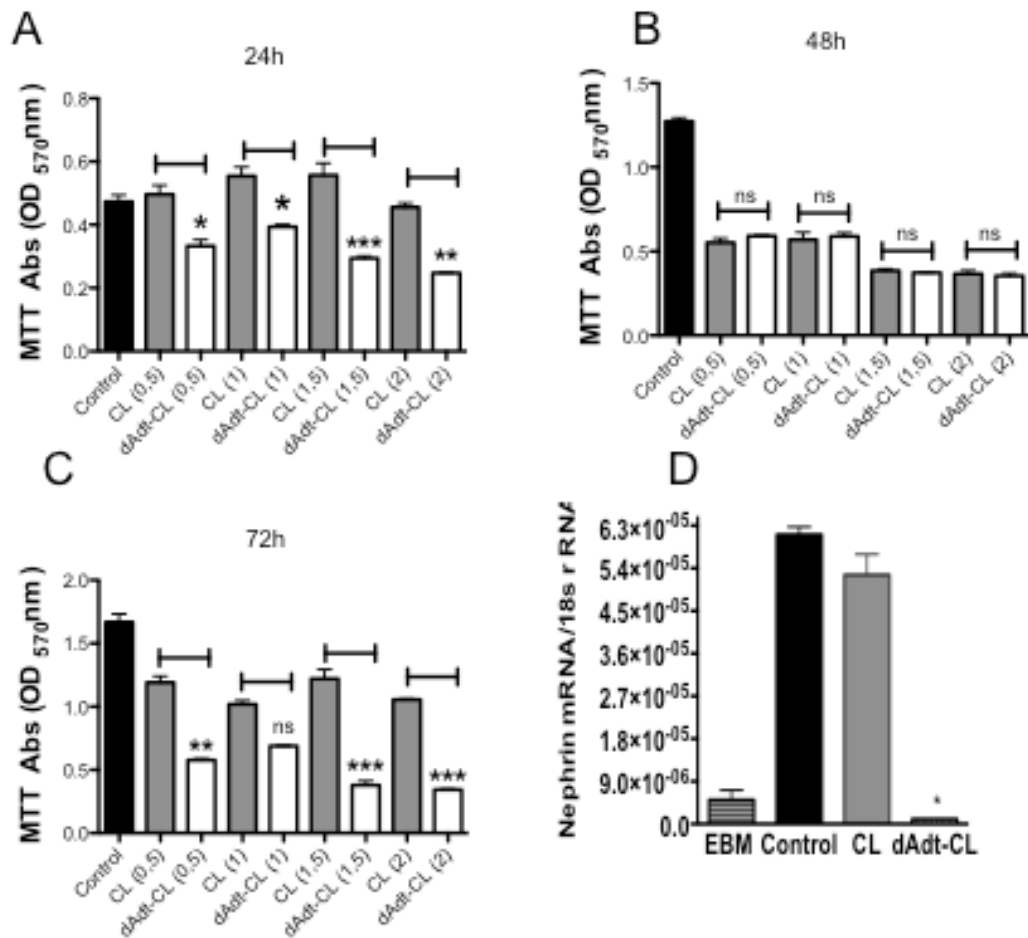 A
24h
MTT Abs (OD 570nm)
0.8
0.6
0.4
0.2
0.0
*
*
***
**
Control
CL (0,5)
dAdt-CL (0,5)
CL (1)
dAdt-CL (1)
CL (1,5)
dAdt-CL (1,5)
CL (2)
dAdt-CL (2)
B
48h
MTT Abs (OD 570nm)
1.5
1.0
0.5
0.0
ns
ns
ns
ns
Control
CL (0,5)
dAdt-CL (0,5)
CL (1)
dAdt-CL (1)
CL (1,5)
dAdt-CL (1,5)
CL (2)
dAdt-CL (2)
C
72h
MTT Abs (OD 570nm)
2.0
1.5
1.0
0.5
0.0
**
ns
***
***
Control
CL (0,5)
dAdt-CL (0,5)
CL (1)
dAdt-CL (1)
CL (1,5)
dAdt-CL (1,5)
CL (2)
dAdt-CL (2)
D
Nephrin mRNA/18s r RNA
6.3×10-05
5.4×10-05
4.5×10-05
3.6×10-05
2.7×10-05
1.8×10-05
9.0×10-06
0.0
*
EBM Control CL dAdt-CL